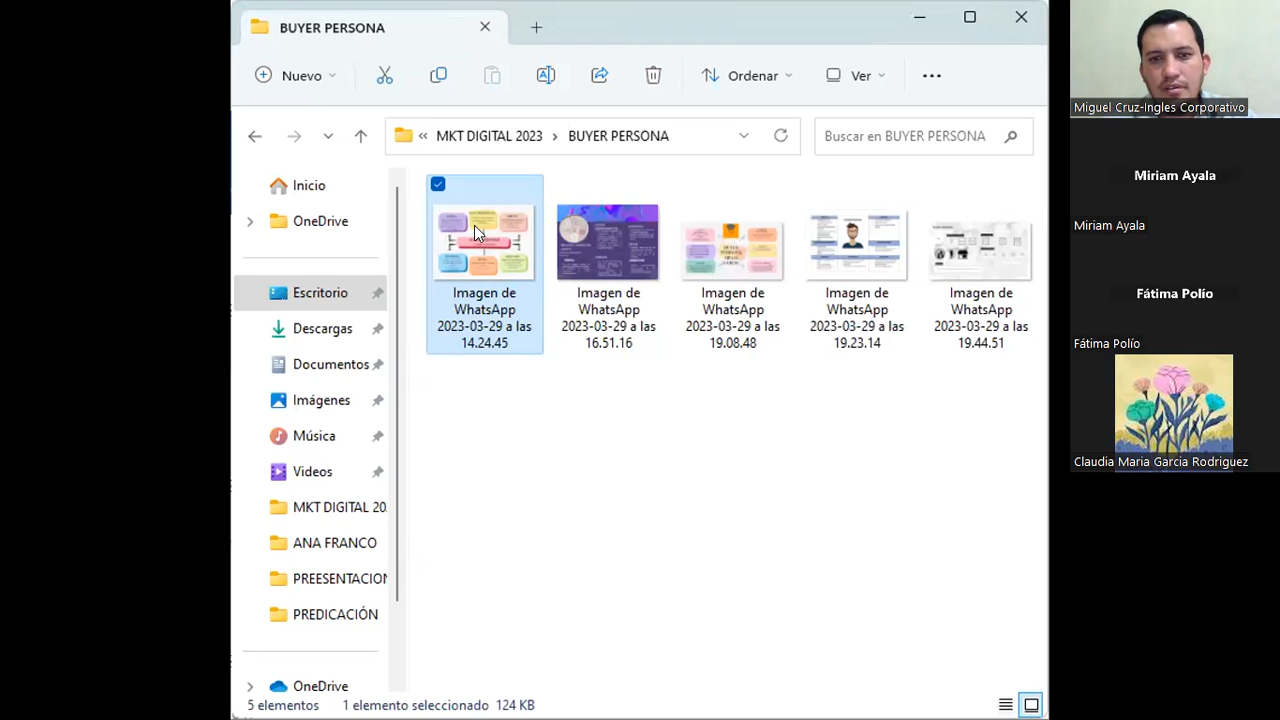 BUYER PERSONA
Nuevo
Ordenar
Ver
« MKT DIGITAL 2023 > BUYER PERSONA
Buscar en BUYER PERSONA
Inicio
OneDrive
Escritorio
Descargas
Documentos
Imágenes
Música
Videos
MKT DIGITAL 20
ANA FRANCO
PREESENTACION
PREDICACIÓN
OneDrive
Imagen de
WhatsApp
2023-03-29 a las
14.24.45
Imagen de
WhatsApp
2023-03-29 a las
16.51.16
Imagen de
WhatsApp
2023-03-29 a las
19.08.48
Imagen de
WhatsApp
2023-03-29 a las
19.23.14
Imagen de
WhatsApp
2023-03-29 a las
19.44.51
5 elementos
1 elemento seleccionado 124 KB
Miguel Cruz-Ingles Corporativo
Miriam Ayala
Miriam Ayala
Fátima Polío
Fátima Polío
Claudia Maria Garcia Rodriguez